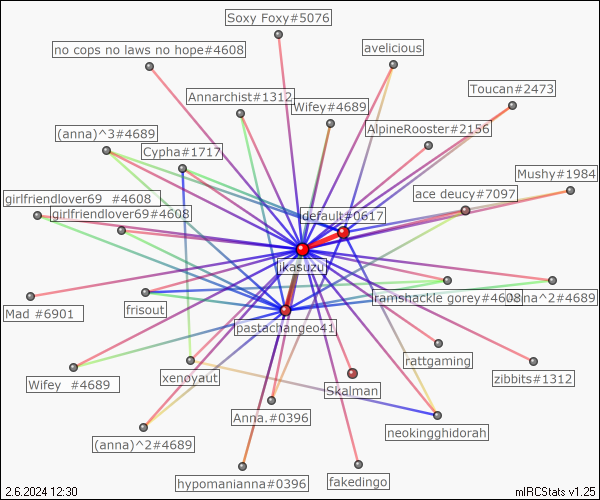 Soxy Foxy#5076
no cops no laws no hope#4608
avelicious
Toucan#2473
Annarchist#1312
Wifey#4689
AlpineRooster#2156
(anna)^3#4689
Cypha#1717
Mushy#1984
ace deucy#7097
girlfriendlover69 #4608
girlfriendlover69#4608
default#0617
jikasuzu
ramshackle gorey#4608
anna^2#4689
Mad #6901
frisout
pastachangeo41
rattgaming
zibbits#1312
xenoyaut
Wifey #4689
Skalman
Anna.#0396
neokingghidorah
(anna)^2#4689
hypomanianna#0396
fakedingo
2.6.2024 12:30
mIRCStats v1.25